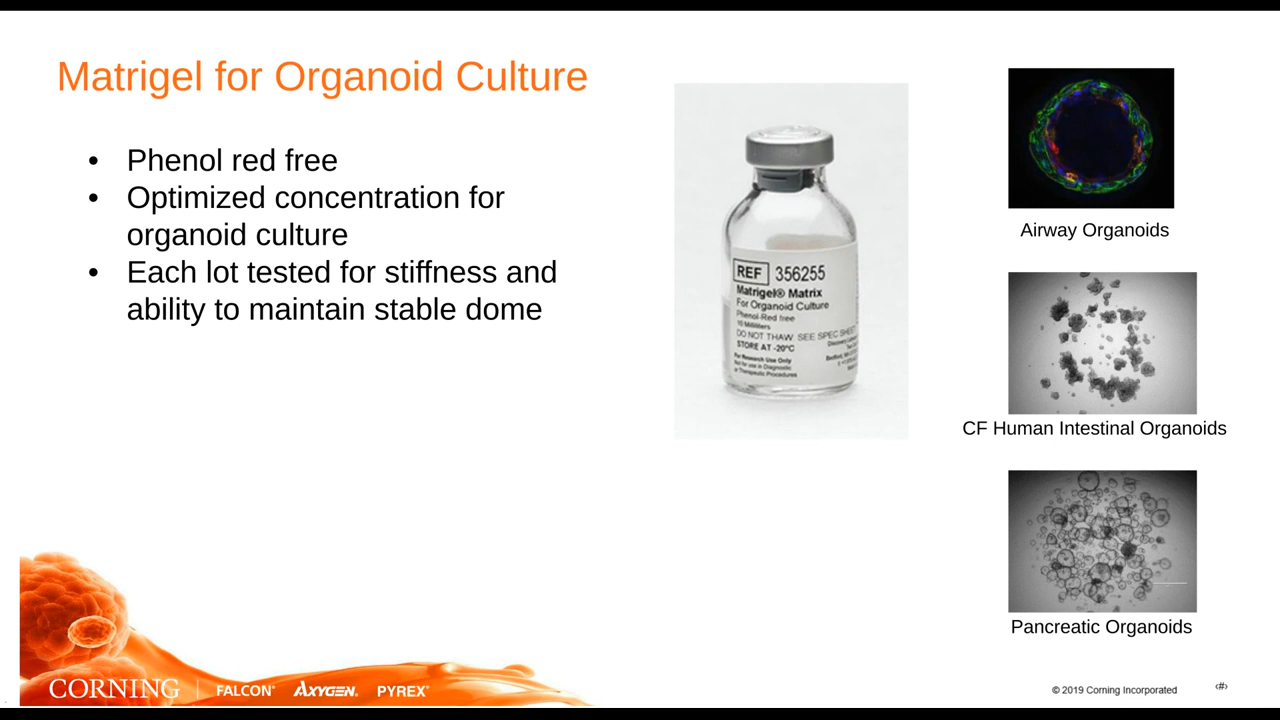 Matrigel for Organoid Culture
• Phenol red free
• Optimized concentration for
organoid culture
• Each lot tested for stiffness and
ability to maintain stable dome
REF 356255
Matrigel® Matrix
For Organoid Culture
Phenol-Red free
10 Milliliters
DO NOT THAW. SEE SPEC SHEET
STORE AT -20°C
For Research Use Only
Not for use in Diagnostic
or Therapeutic Procedures
Airway Organoids
CF Human Intestinal Organoids
Pancreatic Organoids
CORNING | FALCON® AXYGEN® PYREX®
© 2019 Corning Incorporated
‹#›